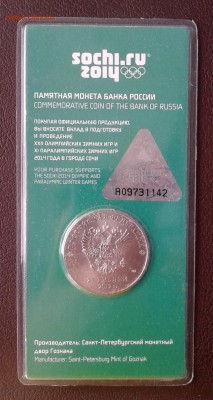 sochi.ru
2014
ПАМЯТНАЯ МОНЕТА БАНКА РОССИИ
COMMEMORATIVE COIN OF THE BANK OF RUSSIA
ПОКУПАЯ ОФИЦИАЛЬНУЮ ПРОДУКЦИЮ,
ВЫ ВНОСИТЕ ВКЛАД В ПОДГОТОВКУ
И ПРОВЕДЕНИЕ
XXII ОЛИМПИЙСКИХ ЗИМНИХ ИГР И
XI ПАРАЛИМПИЙСКИХ ЗИМНИХ ИГР
2014 ГОДА В ГОРОДЕ СОЧИ
YOUR PURCHASE SUPPORTS
THE SOCHI 2014 OLYMPIC AND
PARALYMPIC WINTER GAMES
A09731142
Производитель: Санкт-Петербургский монетный
двор Гознака
Manufacturer: Saint-Petersburg Mint of Goznak